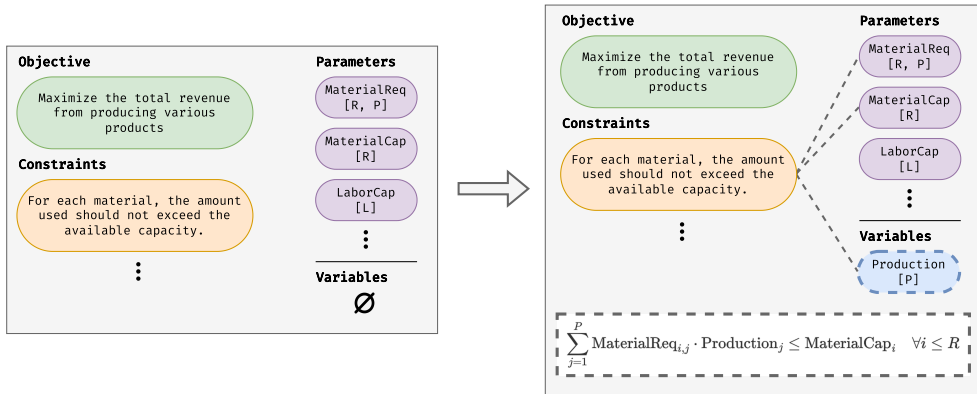 Objective
Maximize the total revenue
from producing various
products
Constraints
For each material, the amount
used should not exceed the
available capacity.
⋮
Parameters
MaterialReq
[R, P]
MaterialCap
[R]
LaborCap
[L]
⋮
Variables
∅
Objective
Maximize the total revenue
from producing various
products
Constraints
For each material, the amount
used should not exceed the
available capacity.
⋮
Parameters
MaterialReq
[R, P]
MaterialCap
[R]
LaborCap
[L]
⋮
Variables
Production
[P]
∑_{j=1}^{P} MaterialReq_{i,j} · Production_j ≤ MaterialCap_i ∀i ≤ R